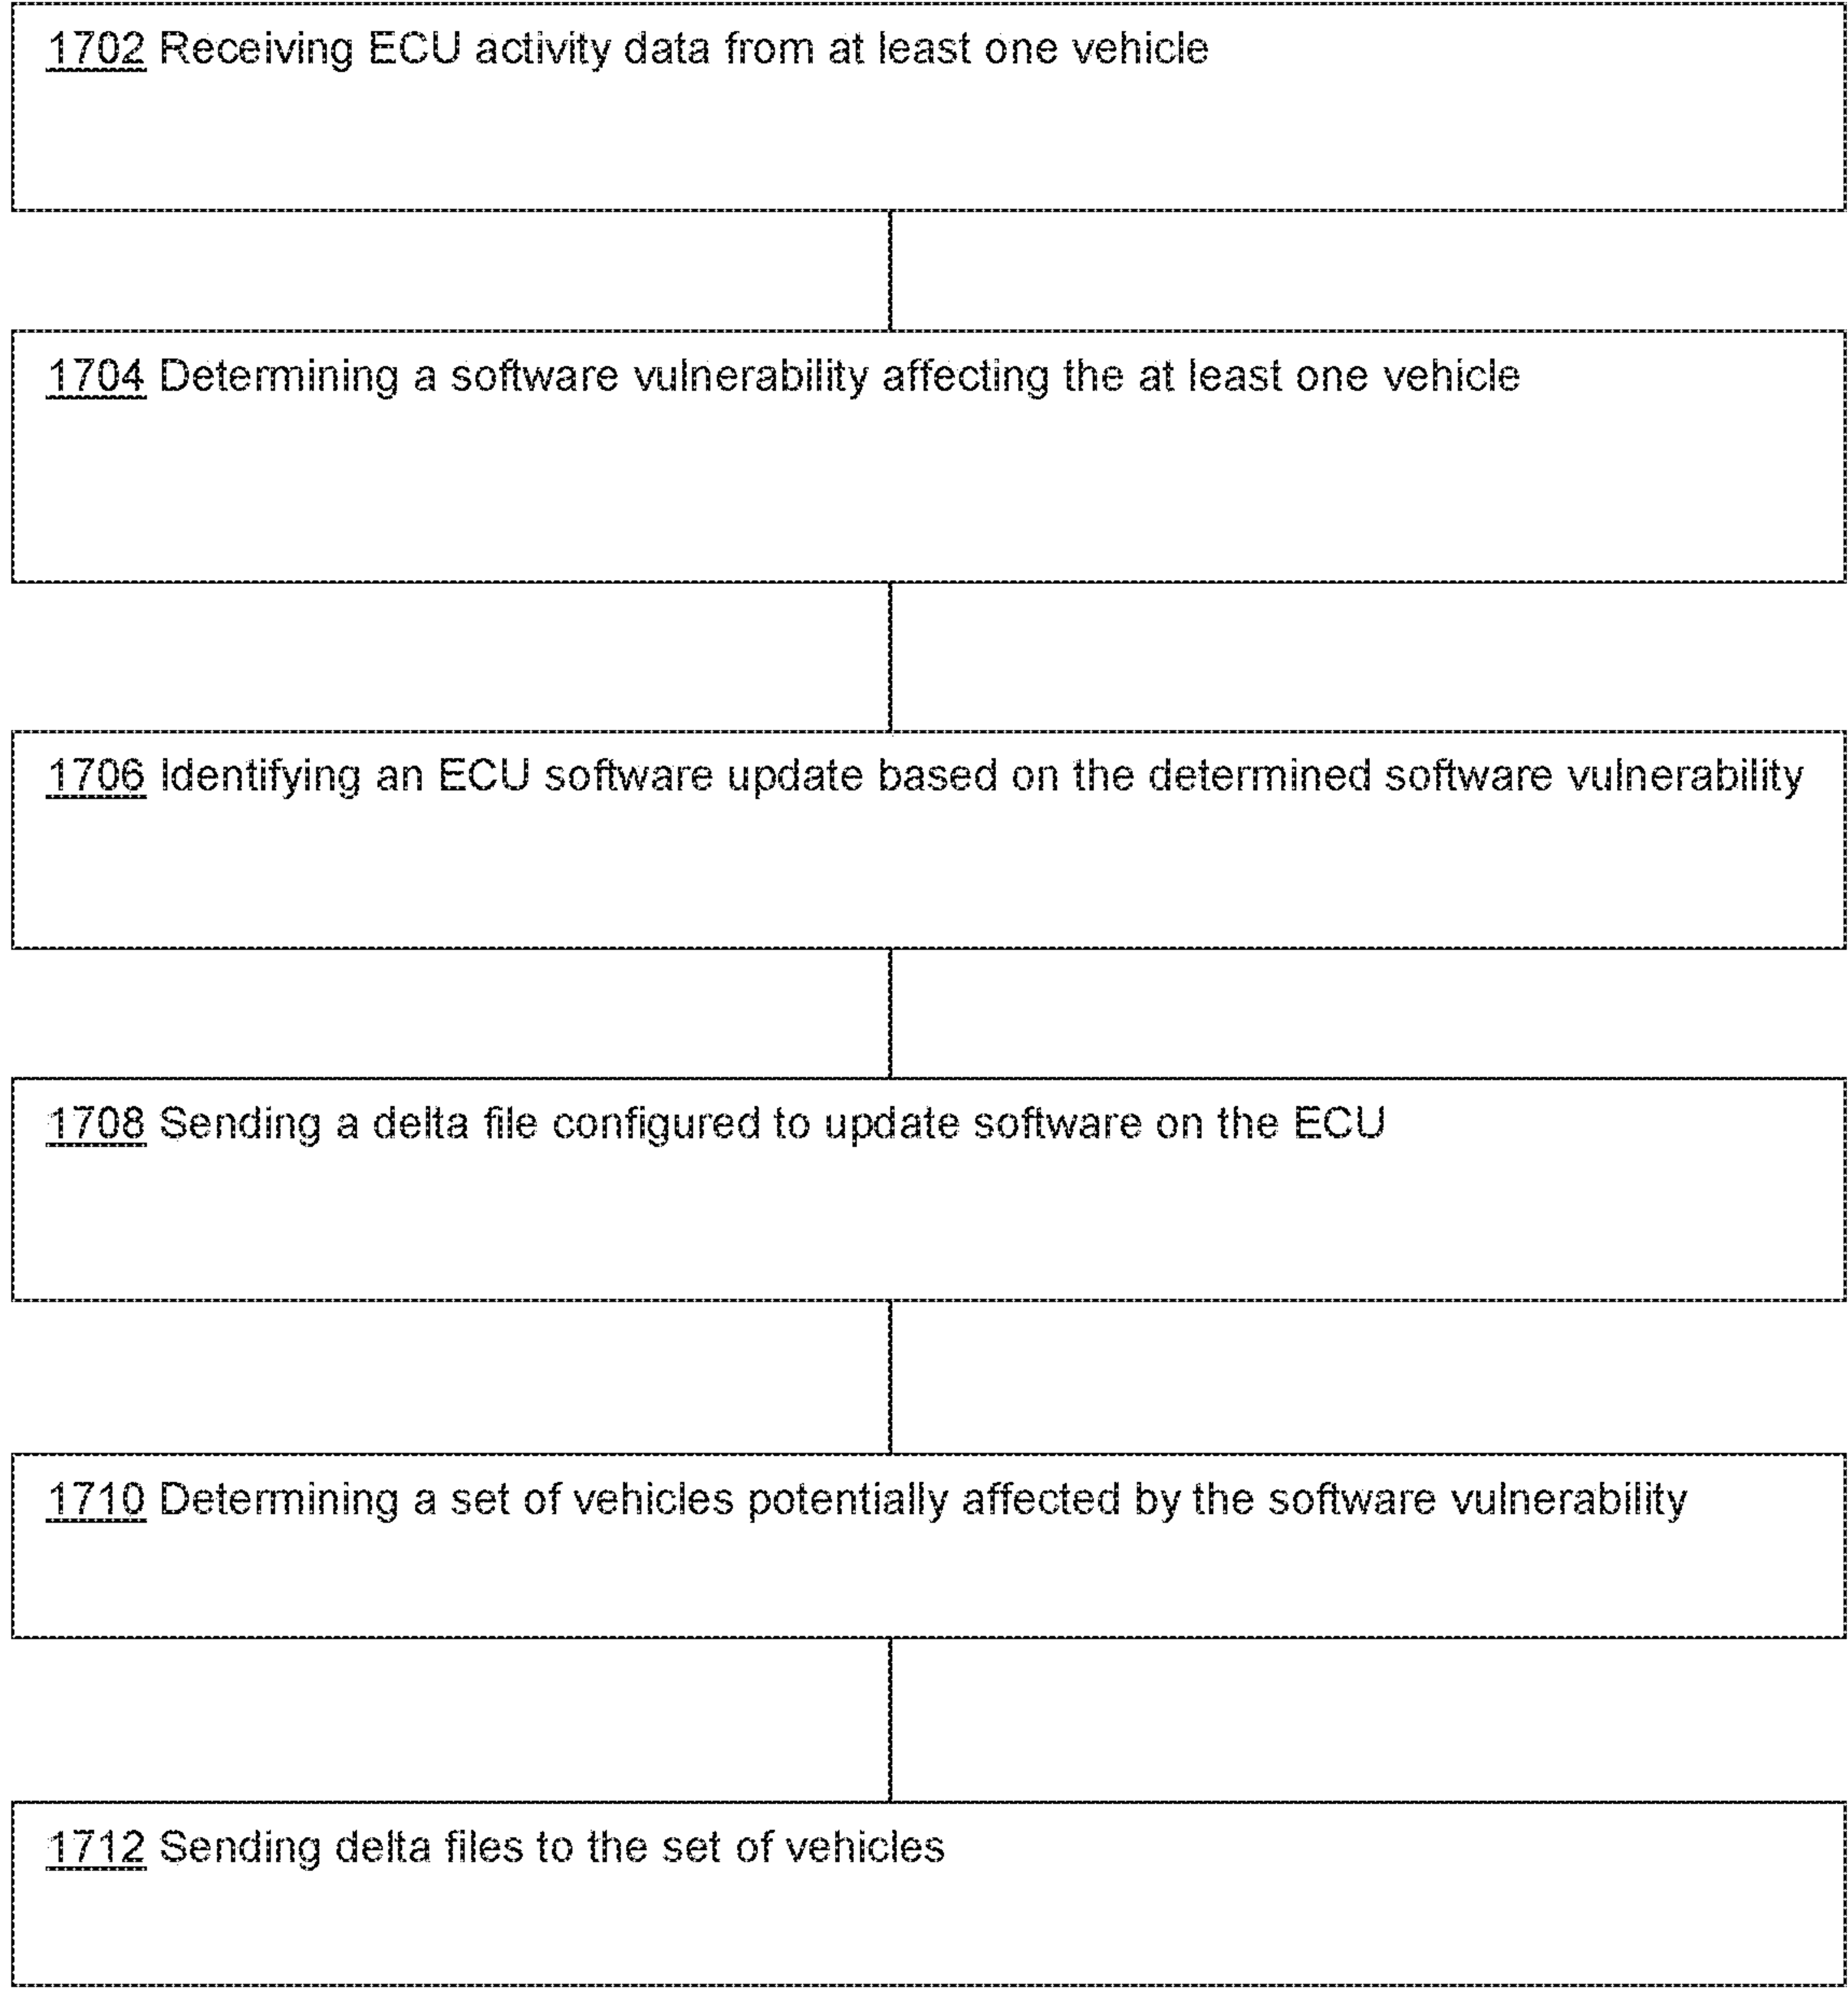 1702 Receiving ECU activity data from at least one vehicle
1704 Determining a software vulnerability affecting the at least one vehicle
1706 Identifying an ECU software update based on the determined software vulnerability
1708 Sending a delta file configured to update software on the ECU
1710 Determining a set of vehicles potentially affected by the software vulnerability
1712 Sending delta files to the set of vehicles